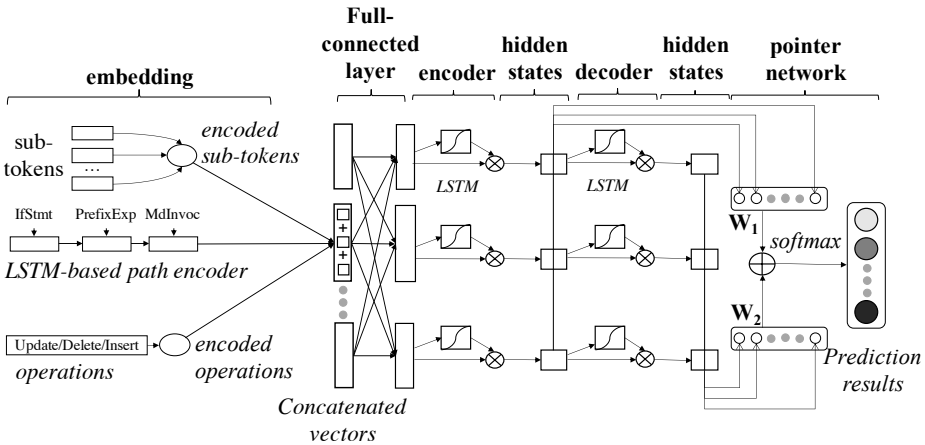 Full-
connected
layer
embedding
encoder
hidden
states
decoder
hidden
states
pointer
network
sub-
tokens
...
encoded
sub-tokens
IfStmt
PrefixExp
MdInvoc
LSTM-based path encoder
Update/Delete/Insert
operations
encoded
operations
+
+
Concatenated
vectors
LSTM
LSTM
W1
softmax
W2
Prediction
results